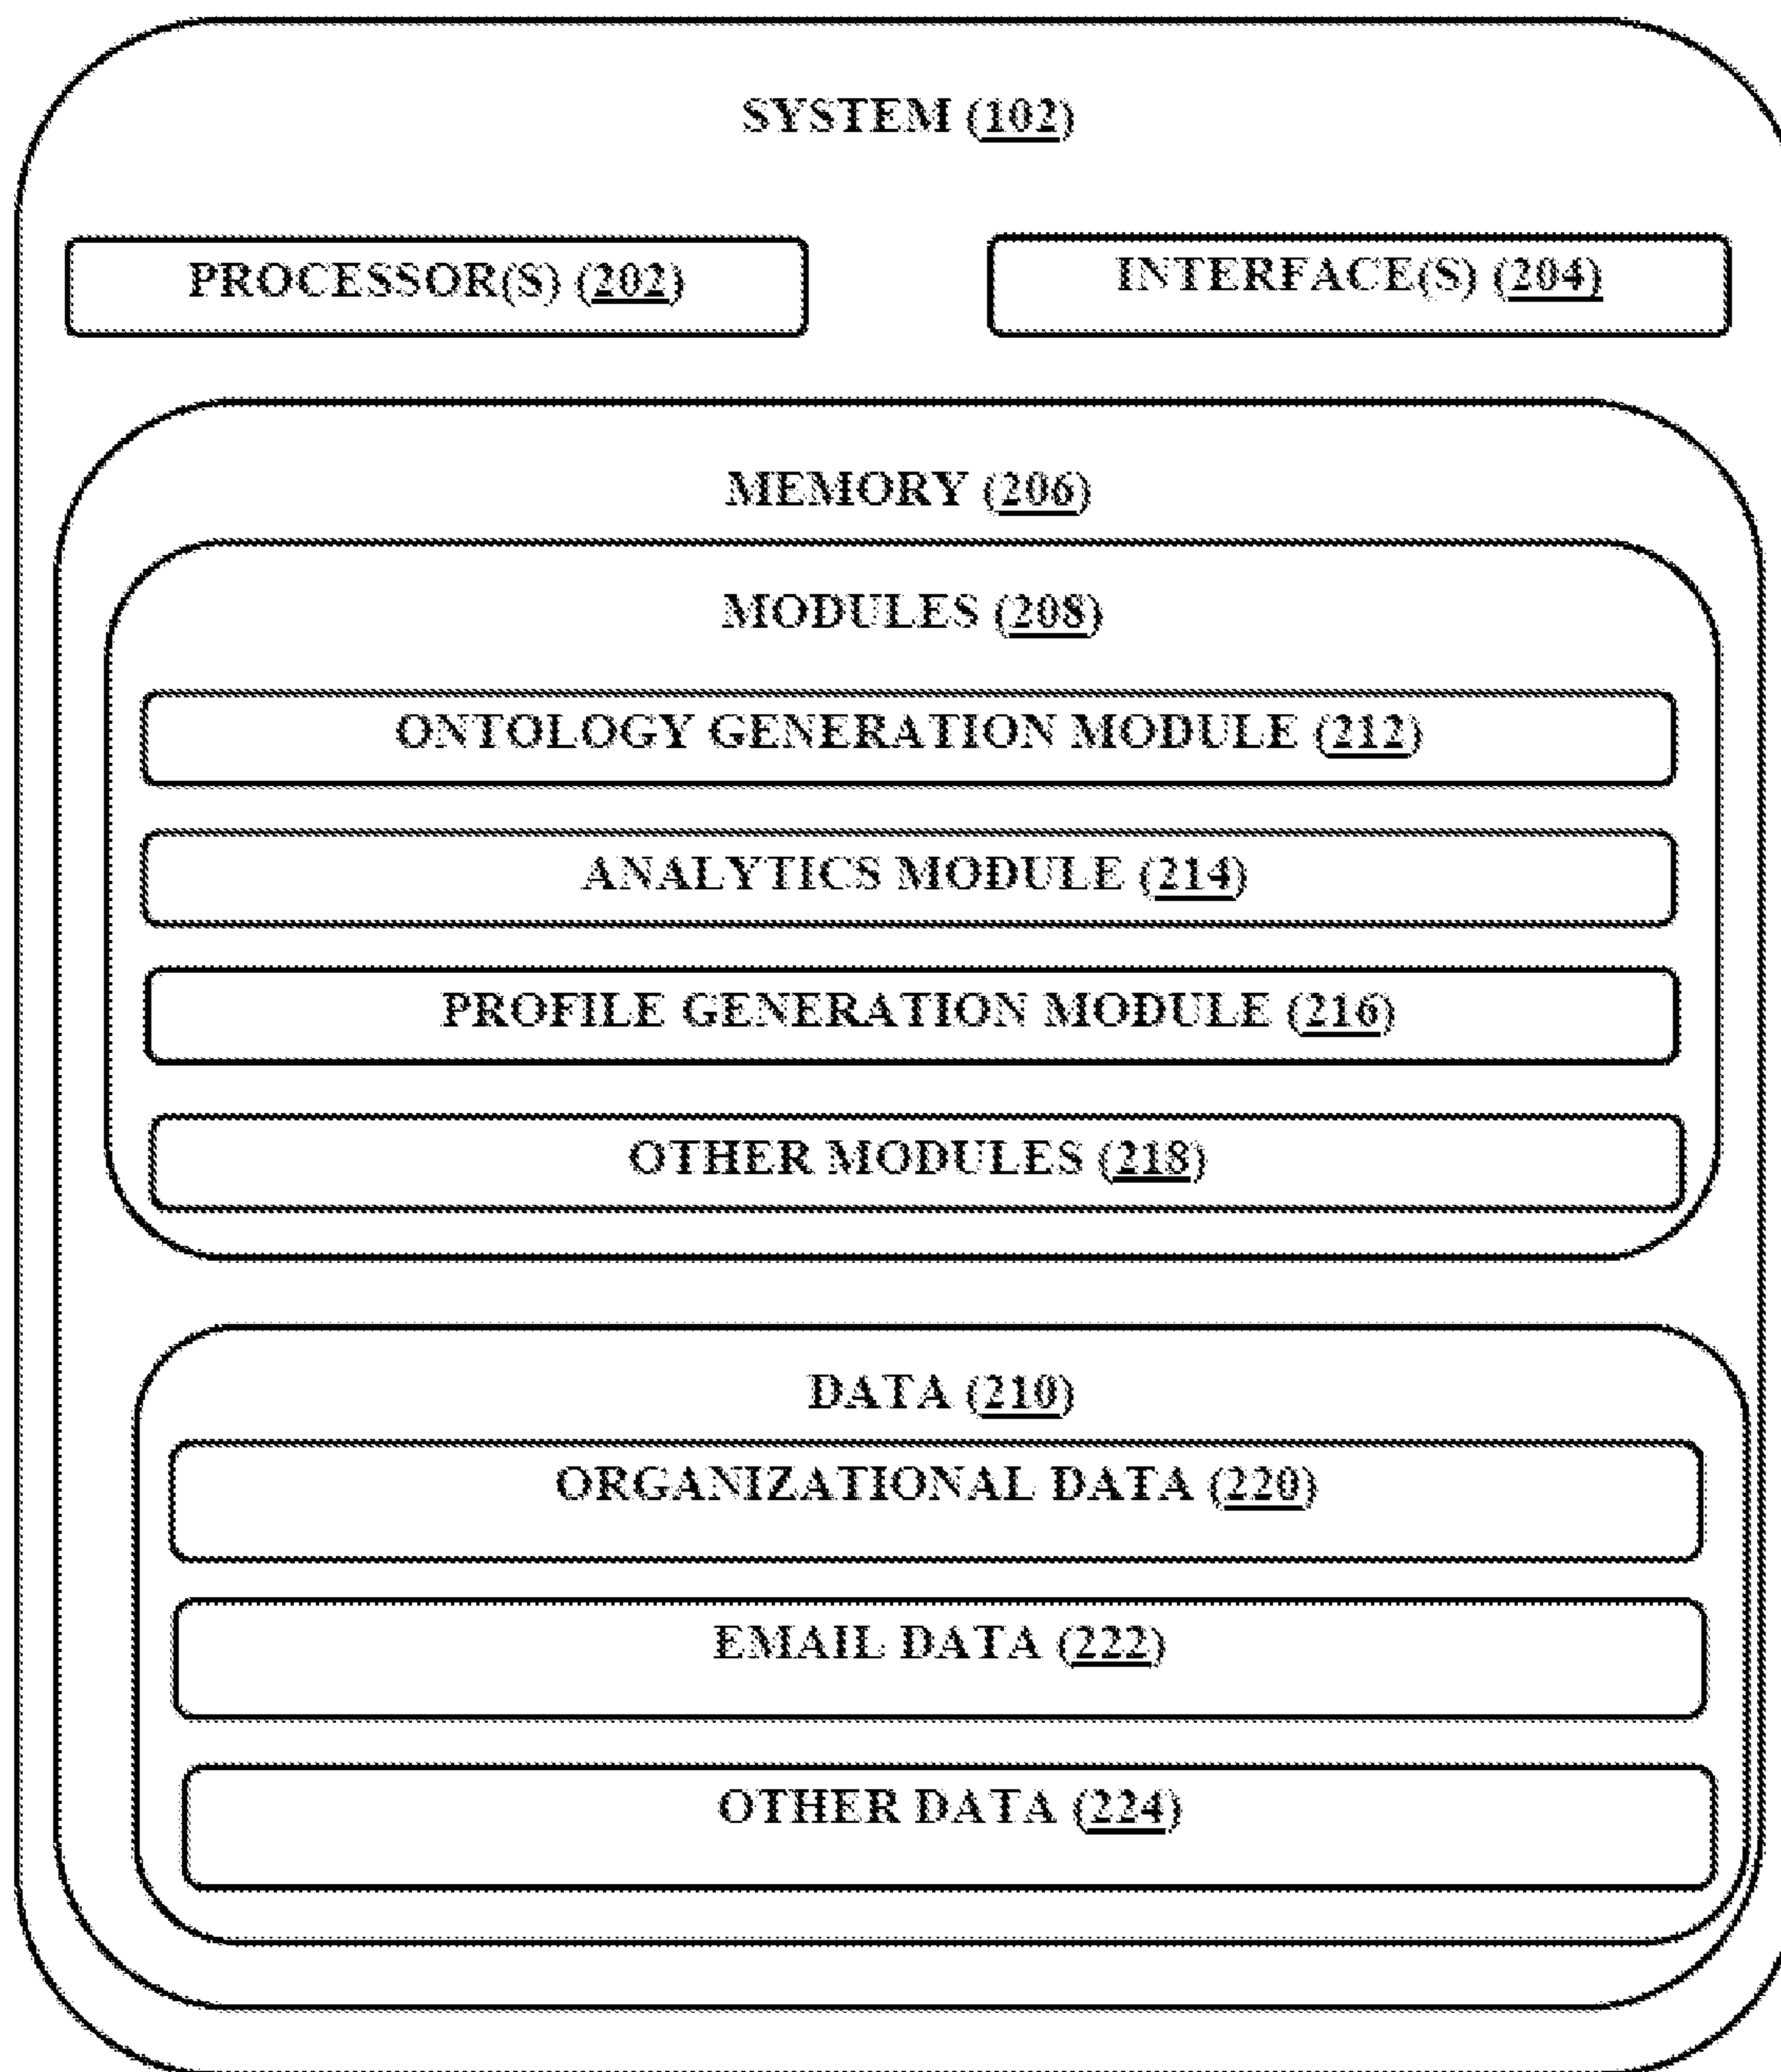 SYSTEM (102)
PROCESSOR(S) (202)
INTERFACE(S) (204)
MEMORY (206)
MODULES (208)
ONTOLOGY GENERATION MODULE (212)
ANALYTICS MODULE (214)
PROFILE GENERATION MODULE (216)
OTHER MODULES (218)
DATA (210)
ORGANIZATIONAL DATA (220)
EMAIL DATA (222)
OTHER DATA (224)